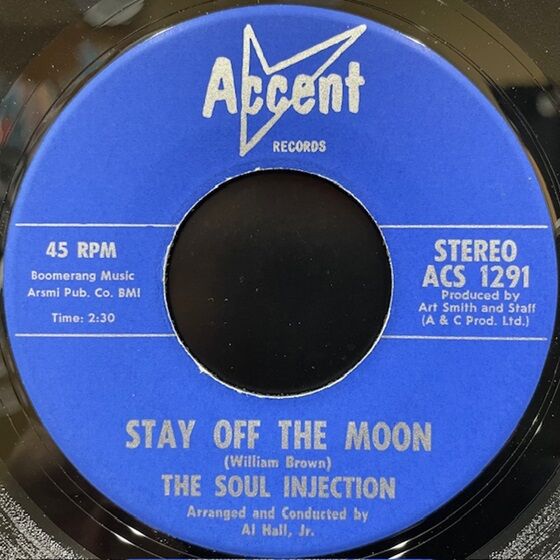 Accent
RECORDS
45 RPM
Boomerang Music
Arsmi Pub. Co. BMI
Time: 2:30
STEREO
ACS 1291
Produced by
Art Smith and Staff
(A & C Prod. Ltd.)
STAY OFF THE MOON
(William Brown)
THE SOUL INJECTION
Arranged and Conducted by
Al Hall, Jr.